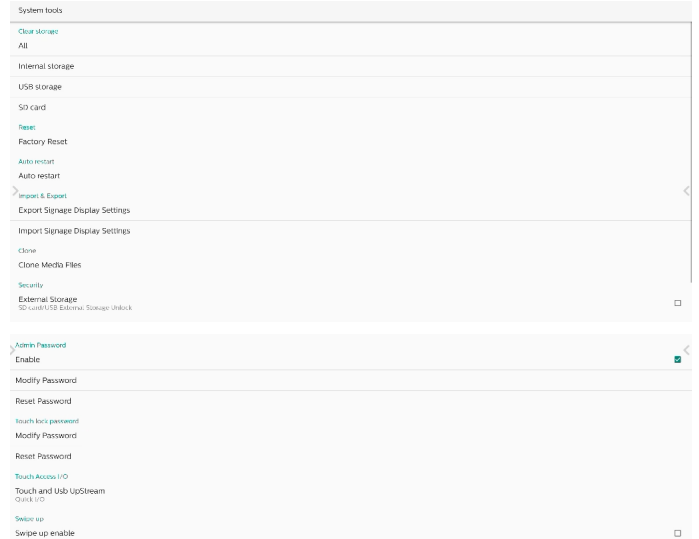 System tools
Clear storage
All
Internal storage
USB storage
SD card
Reset
Factory Reset
Auto restart
Auto restart
Import & Export
Export Signage Display Settings
Import Signage Display Settings
Clone
Clone Media Files
Security
External Storage
SD card/USB External Storage Unlock
Admin Password
Enable
Modify Password
Reset Password
Touch lock password
Modify Password
Reset Password
Touch Access I/O
Touch and Usb UpStream
Quick I/O
Swipe up
Swipe up enable